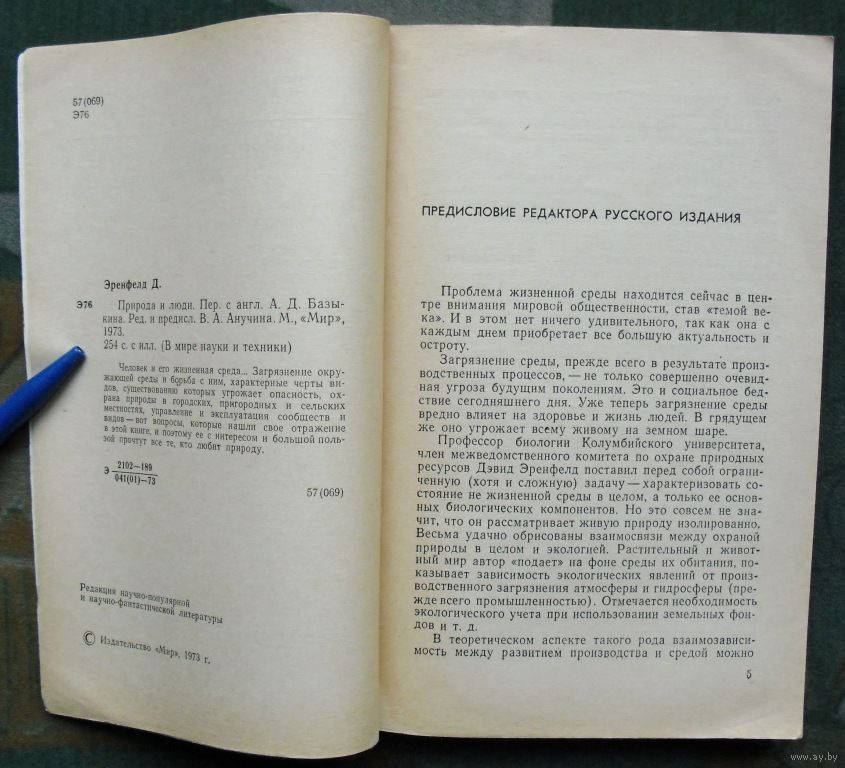 57(069)
Э76
Эренфелд Д.
Э76 Природа и люди. Пер. с англ. А. Д. Базы-
кина. Ред. и предисл. В. А. Анучина. М., «Мир»,
1973.
254 с. с илл. (В мире науки и техники)
Человек и его жизненная среда... Загрязнение окру-
жающей среды и борьба с ним, характерные черты ви-
дов, существованию которых угрожает опасность, ох-
рана природы в городских, пригородных и сельских
местностях, управление и эксплуатация сообществ и
видов—вот вопросы, которые нашли свое отражение
в этой книге, и поэтому ее с интересом и большой поль-
зой прочтут все те, кто любит природу.
Э 2102—189
041(01)—73
57(069)
Редакция научно-популярной
и научно-фантастической литературы
© Издательство «Мир», 1973 г.
ПРЕДИСЛОВИЕ РЕДАКТОРА РУССКОГО ИЗДАНИЯ
Проблема жизненной среды находится сейчас в цен-
тре внимания мировой общественности, став «темой ве-
ка». И в этом нет ничего удивительного, так как она с
каждым днем приобретает все большую актуальность и
остроту.
Загрязнение среды, прежде всего в результате произ-
водственных процессов,— не только совершенно очевид-
ная угроза будущим поколениям. Это и социальное бед-
ствие сегодняшнего дня. Уже теперь загрязнение среды
вредно влияет на здоровье и жизнь людей. В грядущем
же оно угрожает всему живому на земном шаре.
Профессор биологии Колумбийского университета,
член межведомственного комитета по охране природных
ресурсов Дэвид Эренфелд поставил перед собой ограни-
ченную (хотя и сложную) задачу—характеризовать со-
стояние не жизненной среды в целом, а только ее основ-
ных биологических компонентов. Но это совсем не зна-
чит, что он рассматривает живую природу изолированно.
Весьма удачно обрисованы взаимосвязи между охраной
природы в целом и экологией. Растительный и живот-
ный мир автор «подает» на фоне среды их обитания, по-
казывает зависимость экологических явлений от произ-
водственного загрязнения атмосферы и гидросферы (пре-
жде всего промышленностью). Отмечается необходимость
экологического учета при использовании земельных фон-
дов и т. д.
В теоретическом аспекте такого рода взаимозависи-
мость между развитием производства и средой можно
5
www.ay.by